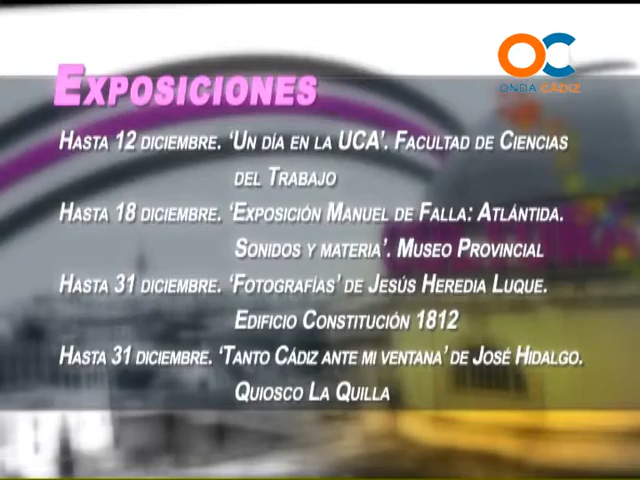 OC
ONDA CÁDIZ
EXPOSICIONES
HASTA 12 DICIEMBRE. ‘UN DÍA EN LA UCA’. FACULTAD DE CIENCIAS
DEL TRABAJO
HASTA 18 DICIEMBRE. ‘EXPOSICIÓN MANUEL DE FALLA: ATLÁNTIDA.
SONIDOS Y MATERIA’. MUSEO PROVINCIAL
HASTA 31 DICIEMBRE. ‘FOTOGRAFÍAS’ DE JESÚS HEREDIA LUQUE.
EDIFICIO CONSTITUCIÓN 1812
HASTA 31 DICIEMBRE. ‘TANTO CÁDIZ ANTE MI VENTANA’ DE JOSÉ HIDALGO.
QUIOSCO LA QUILLA